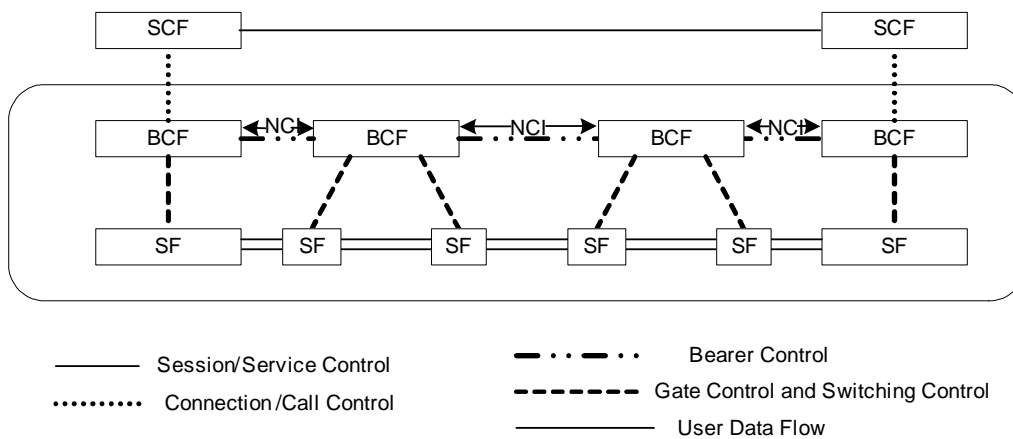 SCF SCF
NCI NCI NCI
BCF BCF BCF BCF
SF SF SF SF SF SF
Session/Service Control
Connection/Call Control
Bearer Control
Gate Control and Switching Control
User Data Flow